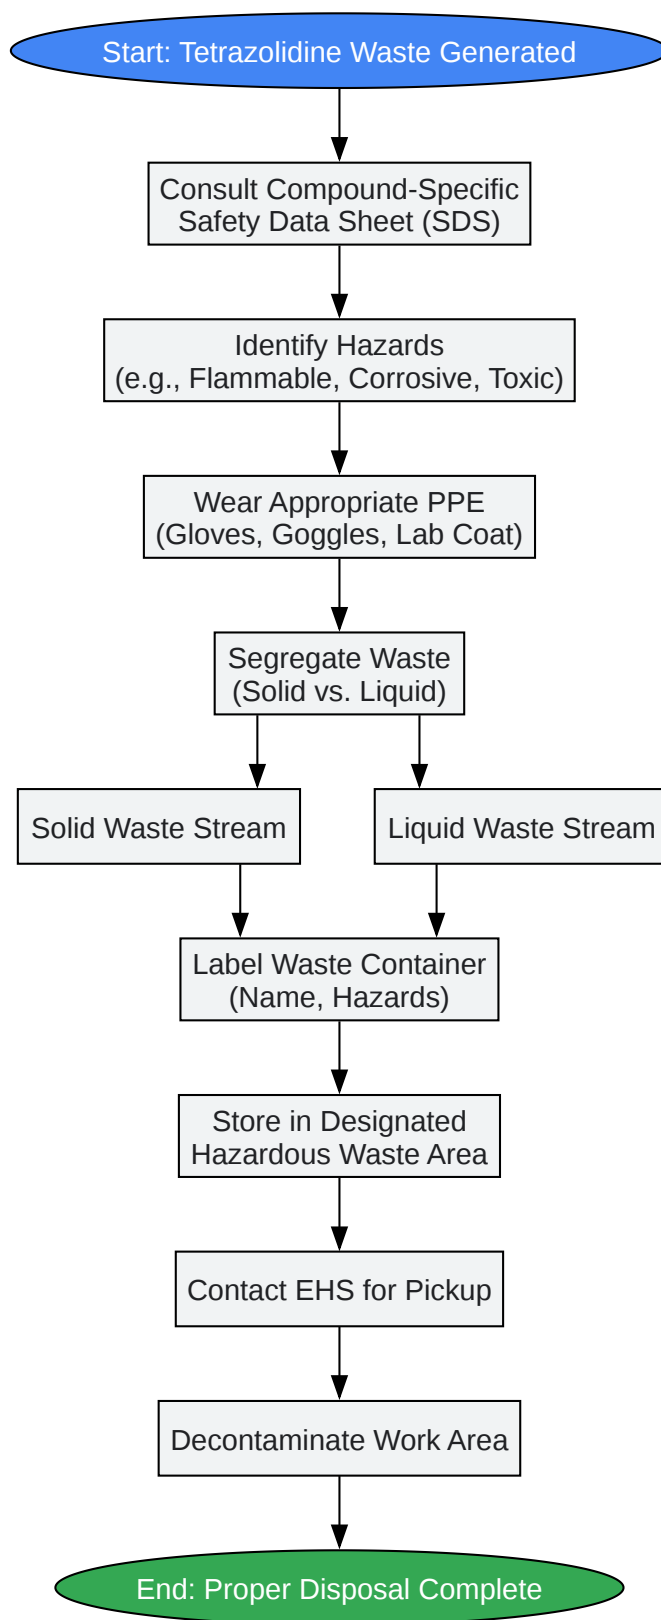 Start: Tetrazolidine Waste Generated
Consult Compound-Specific
Safety Data Sheet (SDS)
Identify Hazards
(e.g., Flammable, Corrosive, Toxic)
Wear Appropriate PPE
(Gloves, Goggles, Lab Coat)
Segregate Waste
(Solid vs. Liquid)
Solid Waste Stream
Liquid Waste Stream
Label Waste Container
(Name, Hazards)
Store in Designated
Hazardous Waste Area
Contact EHS for Pickup
Decontaminate Work Area
End: Proper Disposal Complete